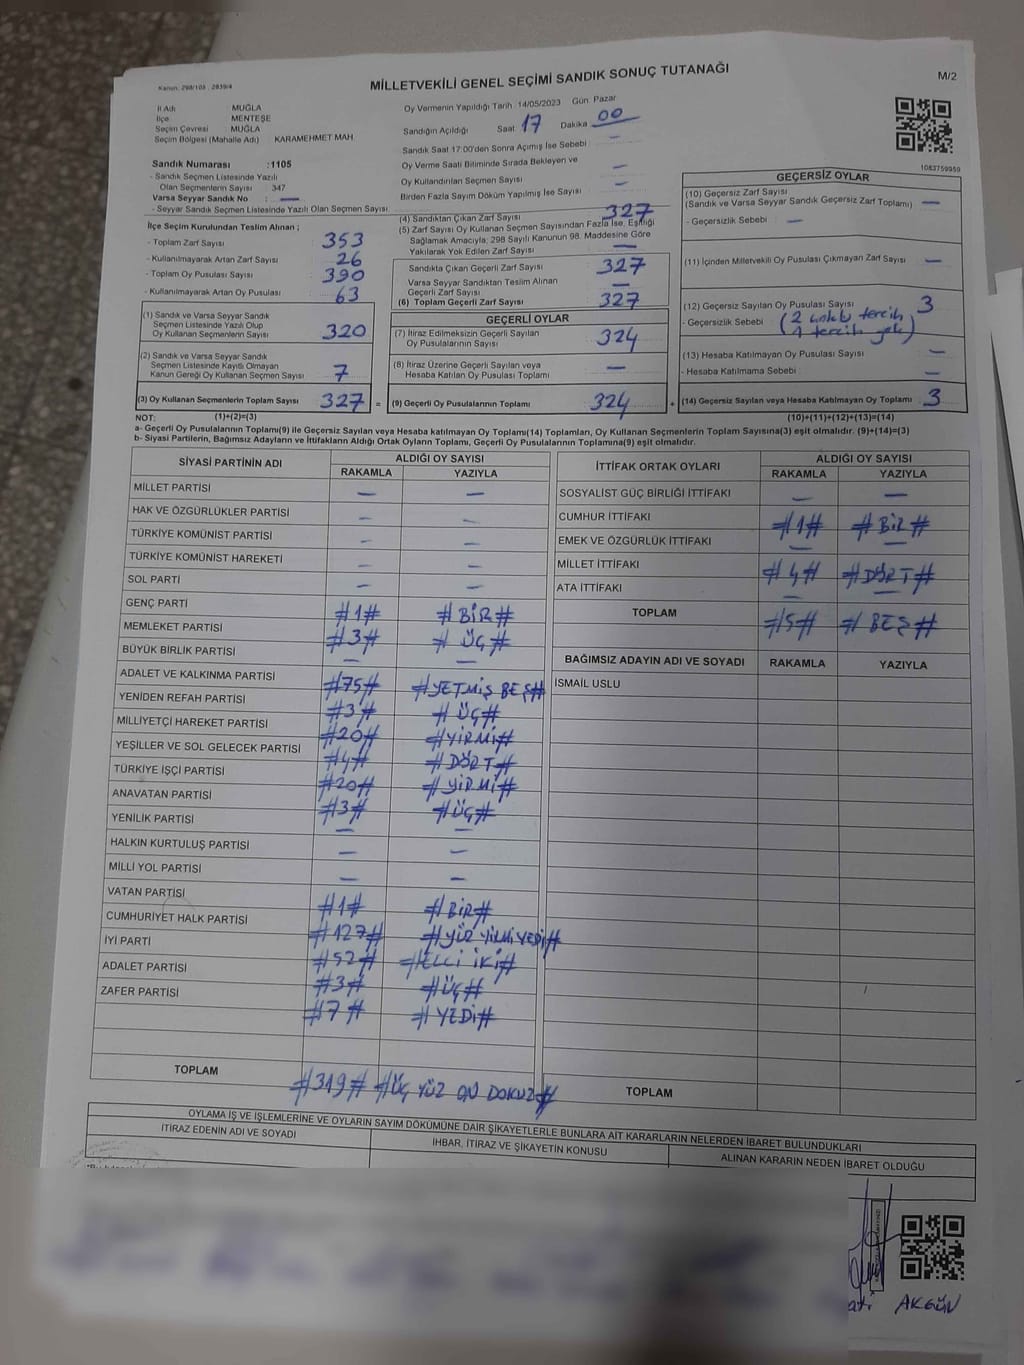 Kanun: 298/105 , 2839/4
MİLLETVEKİLİ GENEL SEÇİMİ SANDIK SONUÇ TUTANAĞI
M/2
İl Adı : MUĞLA
İlçe : MENTEŞE
Seçim Çevresi : MUĞLA
Seçim Bölgesi (Mahalle Adı) : KARAMEHMET MAH.
Sandık Numarası : 1105
- Sandık Seçmen Listesinde Yazılı
Olan Seçmenlerin Sayısı : 347
Varsa Seyyar Sandık No : —
- Seyyar Sandık Seçmen Listesinde Yazılı Olan Seçmen Sayısı:
Oy Vermenin Yapıldığı Tarih :14/05/2023 Gün: Pazar
Sandığın Açıldığı Saat 17 Dakika 00
Sandık Saat 17:00'den Sonra Açımış İse Sebebi : —
Oy Verme Saati Bitiminde Sırada Bekleyen ve
Oy Kullandırılan Seçmen Sayısı —
Birden Fazla Sayım Döküm Yapılmış İse Sayısı —
1083759959
İlçe Seçim Kurulundan Teslim Alınan ;
- Toplam Zarf Sayısı : 353
- Kullanılmayarak Artan Zarf Sayısı : 26
- Toplam Oy Pusulası Sayısı : 390
- Kullanılmayarak Artan Oy Pusulası : 63
(1) Sandık ve Varsa Seyyar Sandık
Seçmen Listesinde Yazılı Olup
Oy Kullanan Seçmenlerin Sayısı : 320
(2) Sandık ve Varsa Seyyar Sandık
Seçmen Listesinde Kayıtlı Olmayan
Kanun Gereği Oy Kullanan Seçmen Sayısı : 7
(3) Oy Kullanan Seçmenlerin Toplam Sayısı : 327 =
(4) Sandıktan Çıkan Zarf Sayısı : 327
(5) Zarf Sayısı Oy Kullanan Seçmen Sayısından Fazla İse, Eşitliği
Sağlamak Amacıyla; 298 Sayılı Kanunun 98. Maddesine Göre
Yakılarak Yok Edilen Zarf Sayısı : —
Sandıkta Çıkan Geçerli Zarf Sayısı : 327
Varsa Seyyar Sandıktan Teslim Alınan
Geçerli Zarf Sayısı : —
(6) Toplam Geçerli Zarf Sayısı : 327
GEÇERLİ OYLAR
(7) İtiraz Edilmeksizin Geçerli Sayılan
Oy Pusulalarının Sayısı : 324
(8) İtiraz Üzerine Geçerli Sayılan veya
Hesaba Katılan Oy Pusulası Toplamı : —
(9) Geçerli Oy Pusulalarının Toplamı : 324 +
GEÇERSİZ OYLAR
(10) Geçersiz Zarf Sayısı
(Sandık ve Varsa Seyyar Sandık Geçersiz Zarf Toplamı) : —
- Geçersizlik Sebebi : —
(11) İçinden Milletvekili Oy Pusulası Çıkmayan Zarf Sayısı : —
(12) Geçersiz Sayılan Oy Pusulası Sayısı : 3
- Geçersizlik Sebebi : (2 tercih
1 tercih yok)
(13) Hesaba Katılmayan Oy Pusulası Sayısı : —
- Hesaba Katılmama Sebebi : —
(14) Geçersiz Sayılan veya Hesaba Katılmayan Oy Toplamı : 3
NOT: (1)+(2)=(3) (10)+(11)+(12)+(13)=(14)
a- Geçerli Oy Pusulalarının Toplamı(9) ile Geçersiz Sayılan veya Hesaba Katılmayan Oy Toplamı(14) Toplamları, Oy Kullanan Seçmenlerin Toplam Sayısına(3) eşit olmalıdır. (9)+(14)=(3)
b- Siyasi Partilerin, Bağımsız Adayların ve İttifakların Aldığı Ortak Oyların Toplamı, Geçerli Oy Pusulalarının Toplamına(9) eşit olmalıdır.
SİYASİ PARTİNİN ADI ALDIĞI OY SAYISI
RAKAMLA YAZIYLA
MİLLET PARTİSİ — —
HAK VE ÖZGÜRLÜKLER PARTİSİ — —
TÜRKİYE KOMÜNİST PARTİSİ — —
TÜRKİYE KOMÜNİST HAREKETİ — —
SOL PARTİ — —
GENÇ PARTİ #1# #BİR#
MEMLEKET PARTİSİ #3# #ÜÇ#
BÜYÜK BİRLİK PARTİSİ — —
ADALET VE KALKINMA PARTİSİ #75# #YETMİŞ BEŞ#
YENİDEN REFAH PARTİSİ #3# #ÜÇ#
MİLLİYETÇİ HAREKET PARTİSİ #20# #YİRMİ#
YEŞİLLER VE SOL GELECEK PARTİSİ #4# #DÖRT#
TÜRKİYE İŞÇİ PARTİSİ #20# #YİRMİ#
ANAVATAN PARTİSİ #3# #ÜÇ#
YENİLİK PARTİSİ — —
HALKIN KURTULUŞ PARTİSİ — —
MİLLİ YOL PARTİSİ — —
VATAN PARTİSİ #1# #BİR#
CUMHURİYET HALK PARTİSİ #127# #YÜZ YİRMİ YEDİ#
İYİ PARTİ #52# #ELLİ İKİ#
ADALET PARTİSİ #3# #ÜÇ#
ZAFER PARTİSİ #7# #YEDİ#
TOPLAM #319# #ÜÇ YÜZ ON DOKUZ#
İTTİFAK ORTAK OYLARI ALDIĞI OY SAYISI
RAKAMLA YAZIYLA
SOSYALİST GÜÇ BİRLİĞİ İTTİFAKI — —
CUMHUR İTTİFAKI #1# #BİR#
EMEK VE ÖZGÜRLÜK İTTİFAKI — —
MİLLET İTTİFAKI #4# #DÖRT#
ATA İTTİFAKI — —
TOPLAM #5# #BEŞ#
BAĞIMSIZ ADAYIN ADI VE SOYADI RAKAMLA YAZIYLA
İSMAİL USLU
TOPLAM
OYLAMA İŞ VE İŞLEMLERİNE VE OYLARIN SAYIM DÖKÜMÜNE DAİR ŞİKAYETLERLE BUNLARA AİT KARARLARIN NELERDEN İBARET BULUNDUKLARI
İTİRAZ EDENİN ADI VE SOYADI İHBAR, İTİRAZ VE ŞİKAYETİN KONUSU ALINAN KARARIN NEDEN İBARET OLDUĞU
AKGÜN